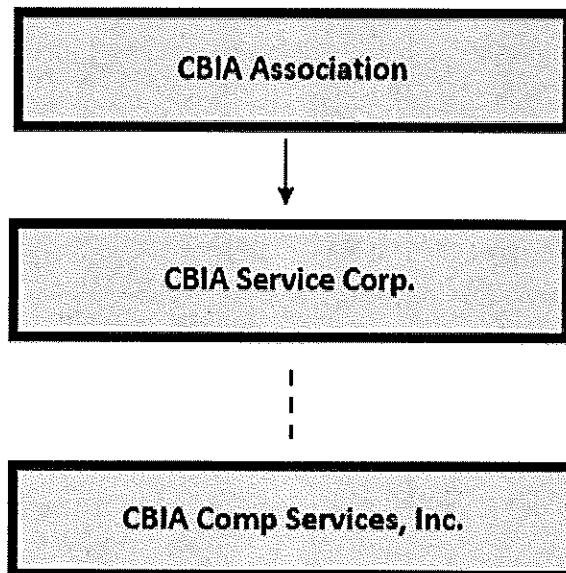 CBIA Association
CBIA Service Corp.
CBIA Comp Services, Inc.